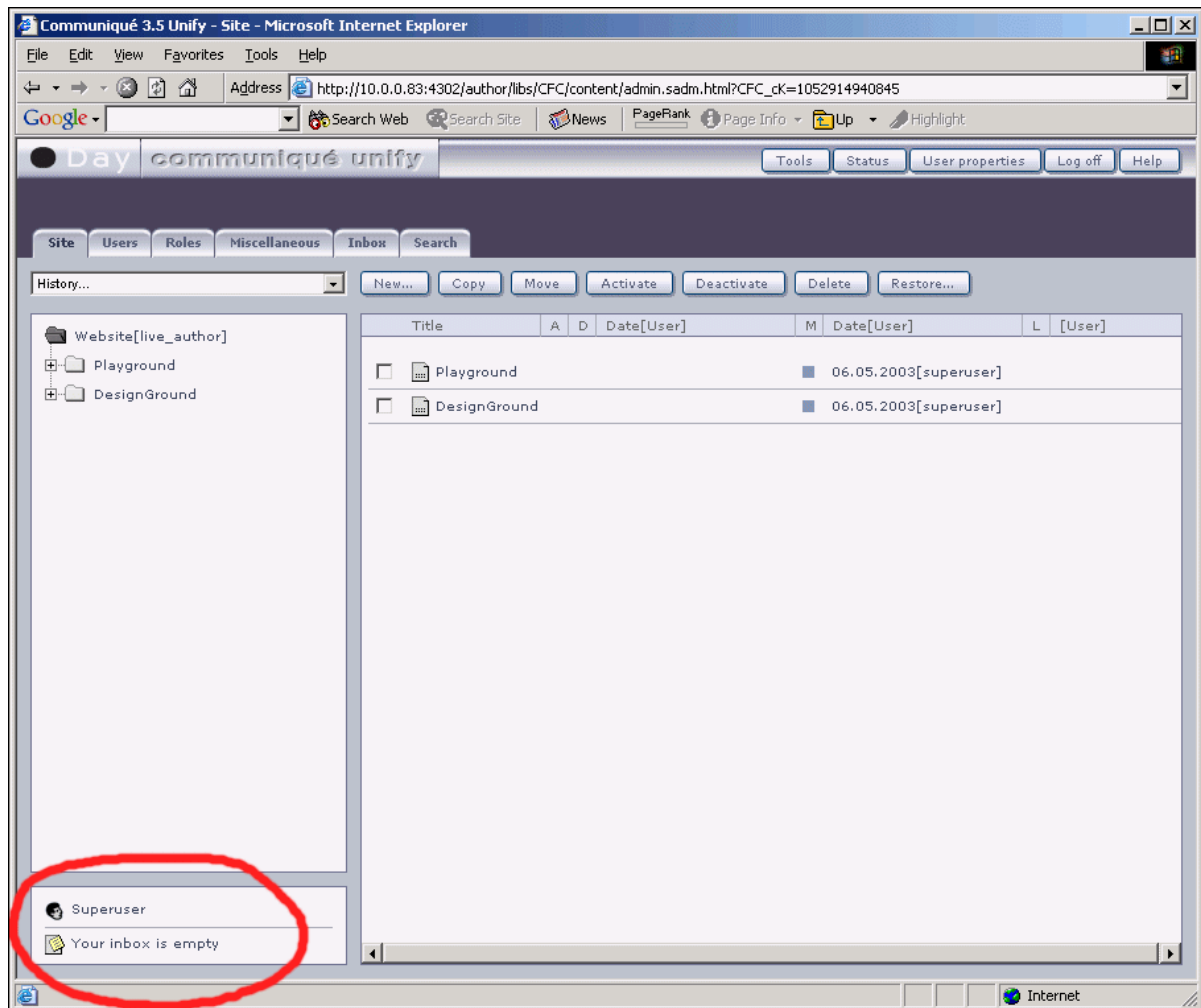 Communiqué 3.5 Unify - Site - Microsoft Internet Explorer
File Edit View Favorites Tools Help
Address http://10.0.0.83:4302/author/libs/CFC/content/admin.sadm.html?CFC_cK=1052914940845
Google Search Web Search Site News PageRank Page Info Up Highlight
Day communiqué unify Tools Status User properties Log off Help
Site Users Roles Miscellaneous Inbox Search
History... New... Copy Move Activate Deactivate Delete Restore...
Title A D Date[User] M Date[User] L [User]
Website[live_author]
Playground
DesignGround
Playground 06.05.2003[superuser]
DesignGround 06.05.2003[superuser]
Superuser
Your inbox is empty
Internet